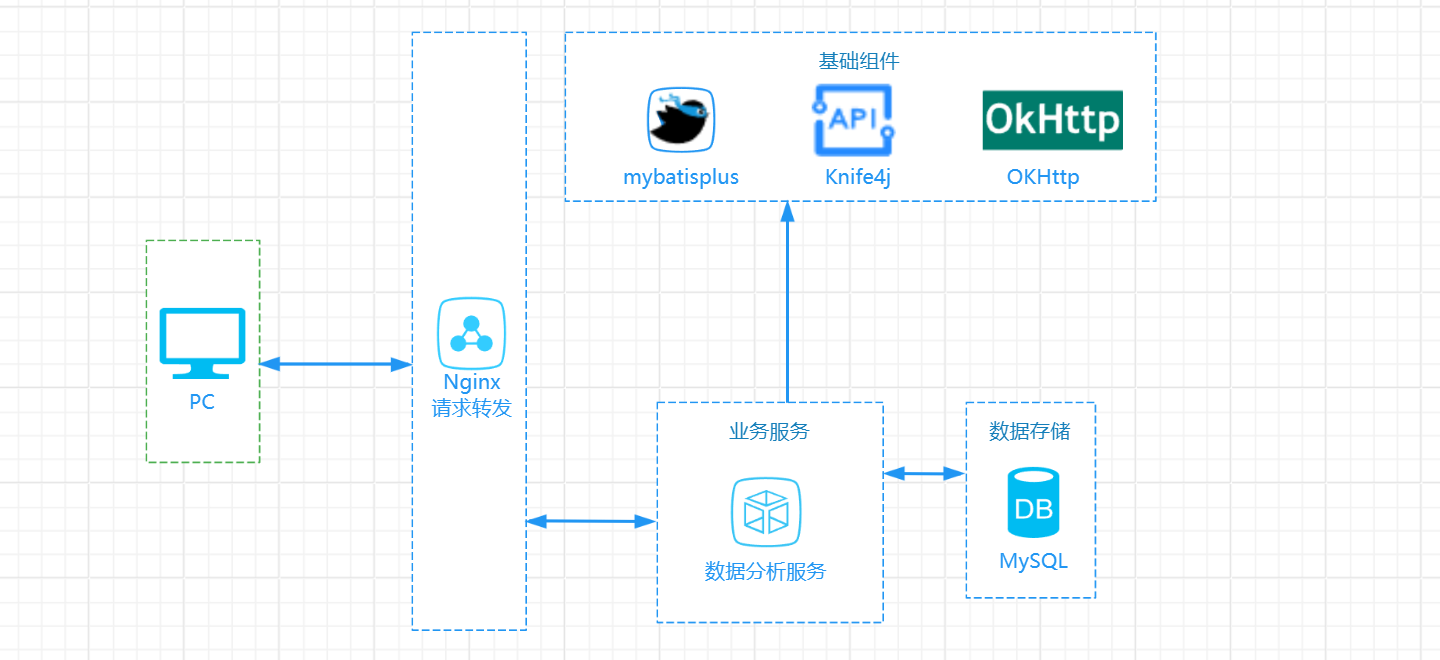 基础组件
API
OkHttp
mybatisplus
Knife4j
OKHttp
PC
Nginx
请求转发
业务服务
数据分析服务
数据存储
DB
MySQL